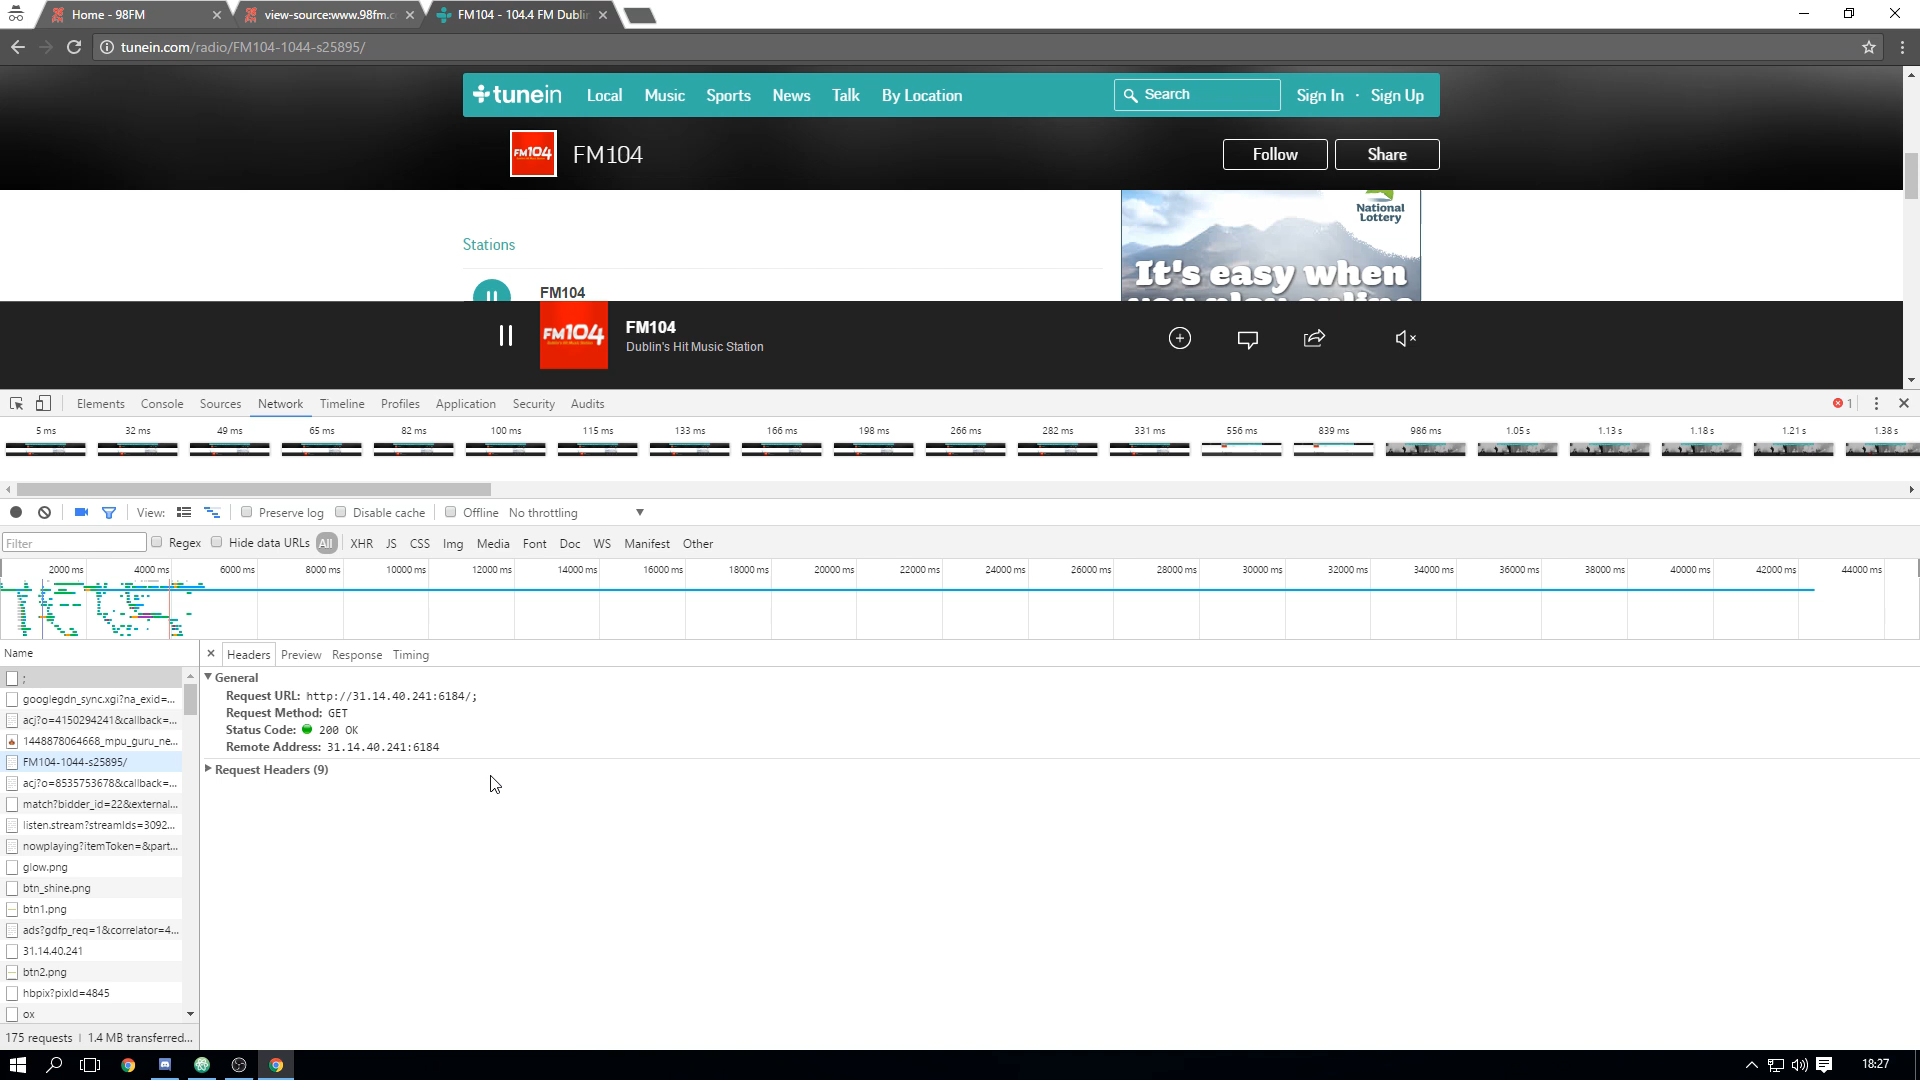 Home - 98FM
view-source:www.98fm.c
FM104 - 104.4 FM Dublin
tunein.com/radio/FM104-1044-s25895/
tunein Local Music Sports News Talk By Location Search Sign In · Sign Up
FM104 FM104 Follow Share
National
Lottery
Stations
It's easy when
you play online
FM104
FM104 FM104
Dublin's Hit Music Station
Elements Console Sources Network Timeline Profiles Application Security Audits 1
5 ms 32 ms 49 ms 65 ms 82 ms 100 ms 115 ms 133 ms 166 ms 198 ms 266 ms 282 ms 331 ms 556 ms 839 ms 986 ms 1.05 s 1.13 s 1.18 s 1.21 s 1.38 s
View: Preserve log Disable cache Offline No throttling
Filter Regex Hide data URLs All XHR JS CSS Img Media Font Doc WS Manifest Other
2000 ms 4000 ms 6000 ms 8000 ms 10000 ms 12000 ms 14000 ms 16000 ms 18000 ms 20000 ms 22000 ms 24000 ms 26000 ms 28000 ms 30000 ms 32000 ms 34000 ms 36000 ms 38000 ms 40000 ms 42000 ms 44000 ms
Name
;
googlegdn_sync.xgi?na_exid=...
acj?o=4150294241&callback=...
1448878064668_mpu_guru_ne...
FM104-1044-s25895/
acj?o=8535753678&callback=...
match?bidder_id=22&external...
listen.stream?streamIds=3092...
nowplaying?itemToken=&part...
glow.png
btn_shine.png
btn1.png
ads?gdfp_req=1&correlator=4...
31.14.40.241
btn2.png
hbpix?pixId=4845
ox
175 requests | 1.4 MB transferred...
Headers Preview Response Timing
General
Request URL: http://31.14.40.241:6184/;
Request Method: GET
Status Code: 200 OK
Remote Address: 31.14.40.241:6184
Request Headers (9)
18:27